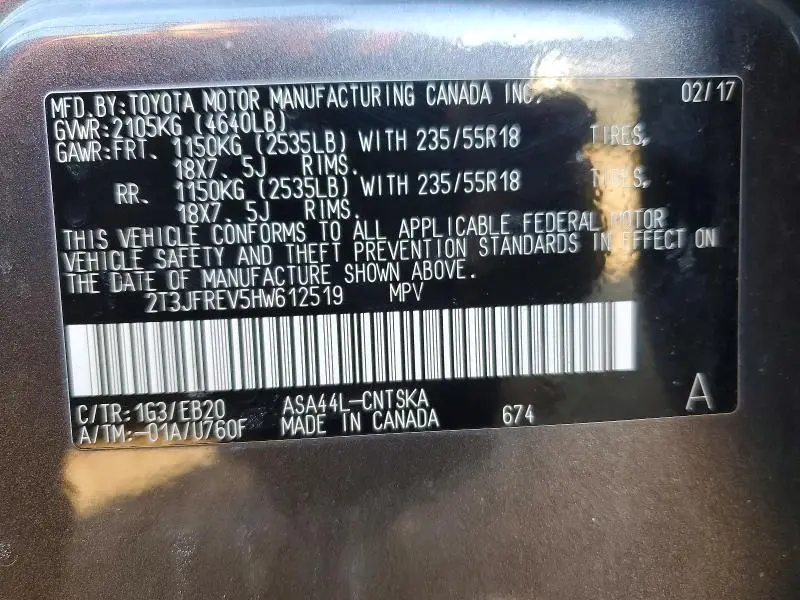 MFD.BY:TOYOTA MOTOR MANUFACTURING CANADA INC. 02/17
GVWR:2105KG (4640LB)
GAWR:FRT. 1150KG (2535LB) WITH 235/55R18 TIRES,
18X7. 5J RIMS.
RR. 1150KG (2535LB) WITH 235/55R18 TIRES,
18X7. 5J RIMS.
THIS VEHICLE CONFORMS TO ALL APPLICABLE FEDERAL MOTOR
VEHICLE SAFETY AND THEFT PREVENTION STANDARDS IN EFFECT ON
THE DATE OF MANUFACTURE SHOWN ABOVE.
2T3JFREV5HW612519 MPV
C/TR:1G3/EB20 ASA44L-CNTSKA A
A/TM:-01A/U760F MADE IN CANADA 674